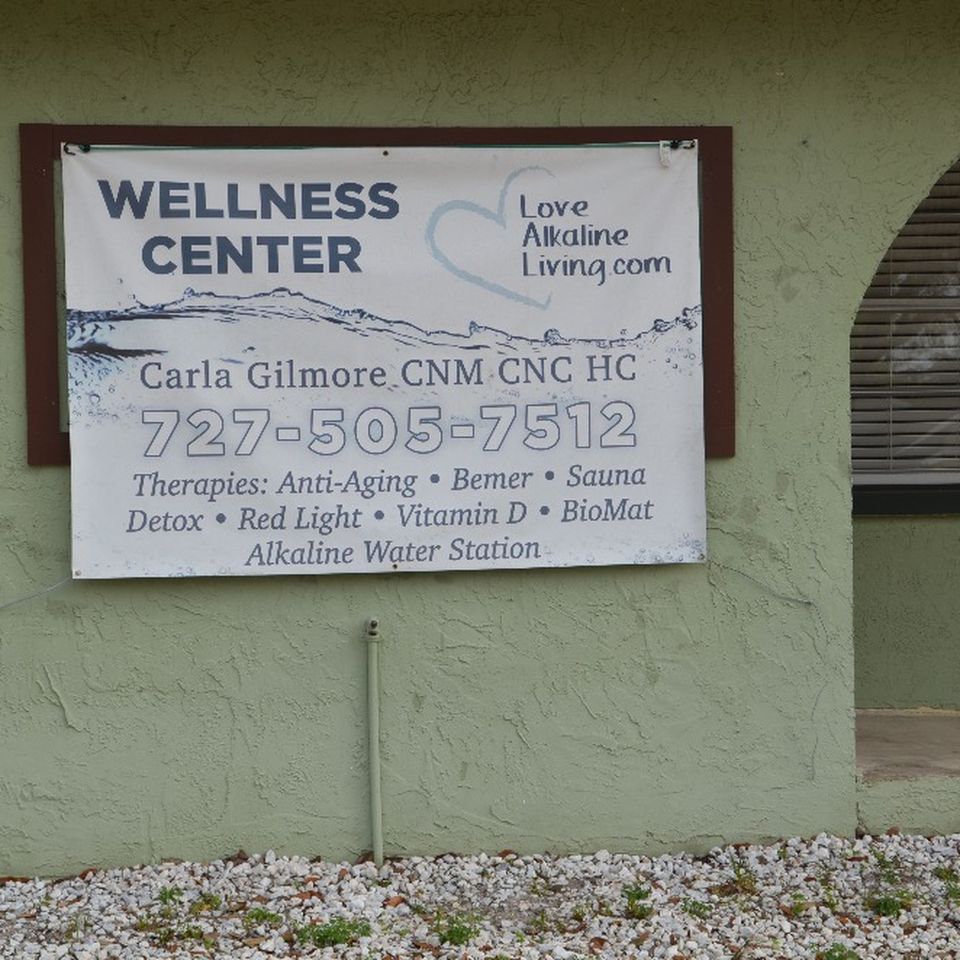 WELLNESS
CENTER
Love
Alkaline
Living.com
Carla Gilmore CNM CNC HC
727-505-7512
Therapies: Anti-Aging • Bemer • Sauna
Detox • Red Light • Vitamin D • BioMat
Alkaline Water Station